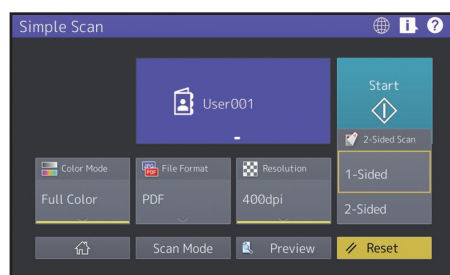 Simple Scan
i ?
User001
Start
2-Sided Scan
Color Mode
File Format
Resolution
1-Sided
Full Color
PDF
400dpi
2-Sided
Scan Mode
Preview
Reset